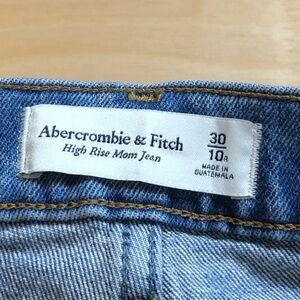 Abercrombie & Fitch
High Rise Mom Jean
30
10R
MADE IN
GUATEMALA